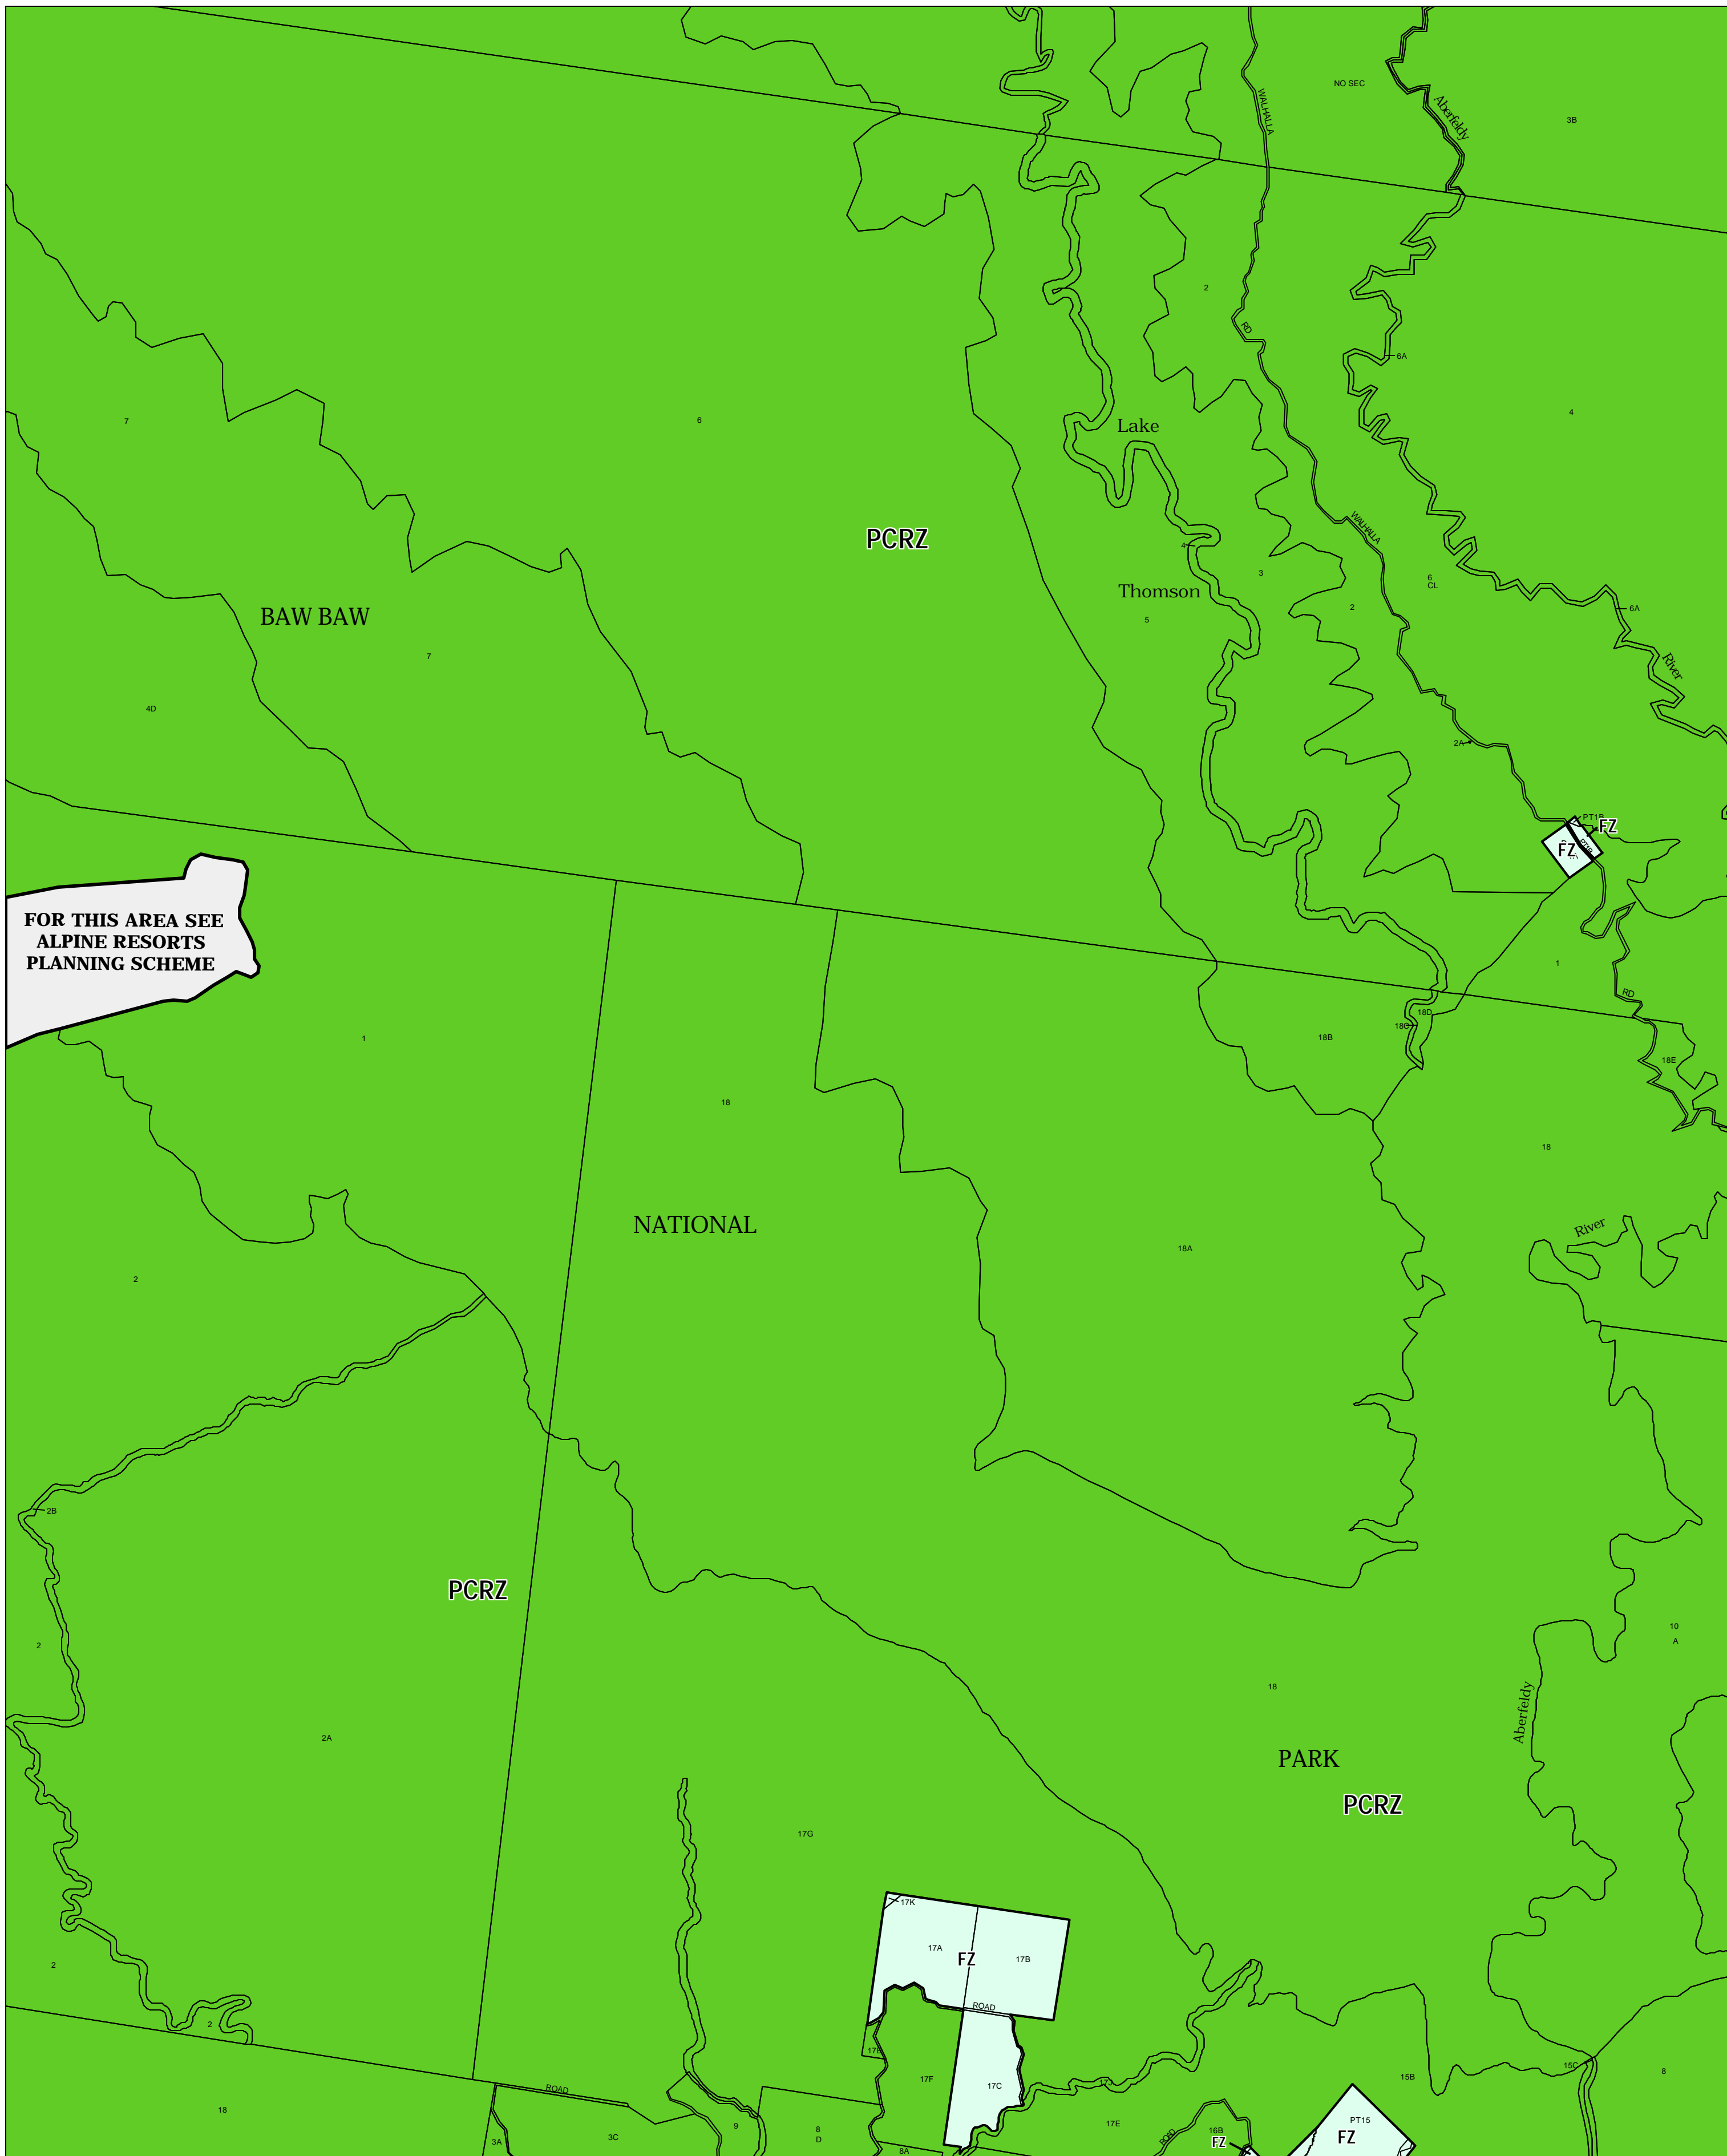 NO SEC
3B
WALHALLA
Aberfeldy
2
RD
6A
4
7
6
Lake
PCRZ
WALHALLA
4
3
6
CL
Thomson
2
6A
BAW BAW
5
7
River
4D
2A
PT1B
FZ
FZ
FOR THIS AREA SEE
ALPINE RESORTS
PLANNING SCHEME
1
RD
18D
18C
18B
1
18E
18
18
NATIONAL
River
18A
2
2B
PCRZ
10
A
2
18
Aberfeldy
2A
PARK
PCRZ
17G
17K
17A
17B
FZ
2
ROAD
2
17F
17C
15C
15B
8
ROAD
18
17E
PT15
9
8
D
16B
3C
3A
ROAD
FZ
FZ
8A